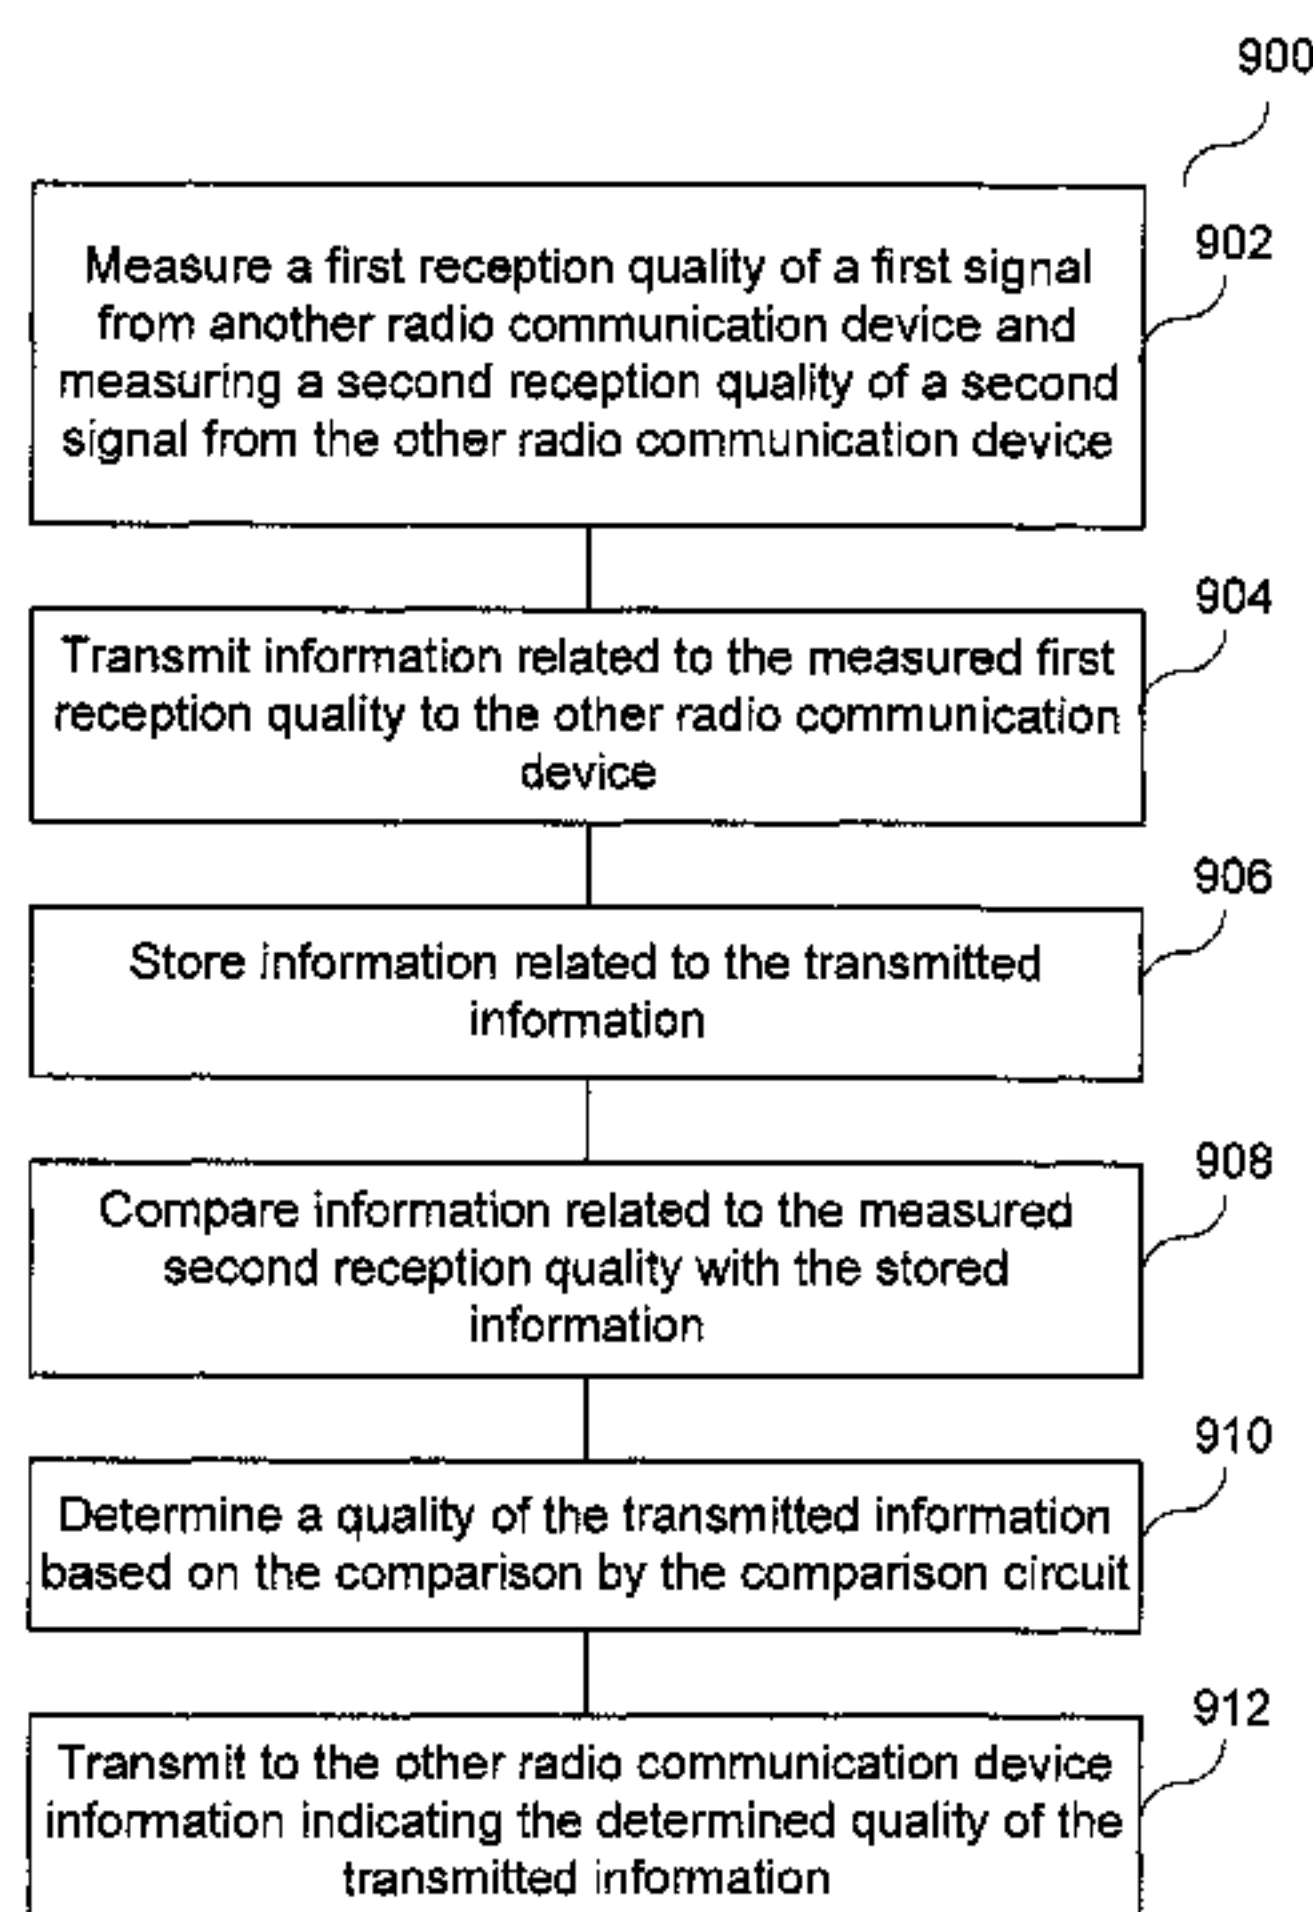 900
902
Measure a first reception quality of a first signal
from another radio communication device and
measuring a second reception quality of a second
signal from the other radio communication device
904
Transmit information related to the measured first
reception quality to the other radio communication
device
906
Store information related to the transmitted
information
908
Compare information related to the measured
second reception quality with the stored
information
910
Determine a quality of the transmitted information
based on the comparison by the comparison circuit
912
Transmit to the other radio communication device
information indicating the determined quality of the
transmitted information